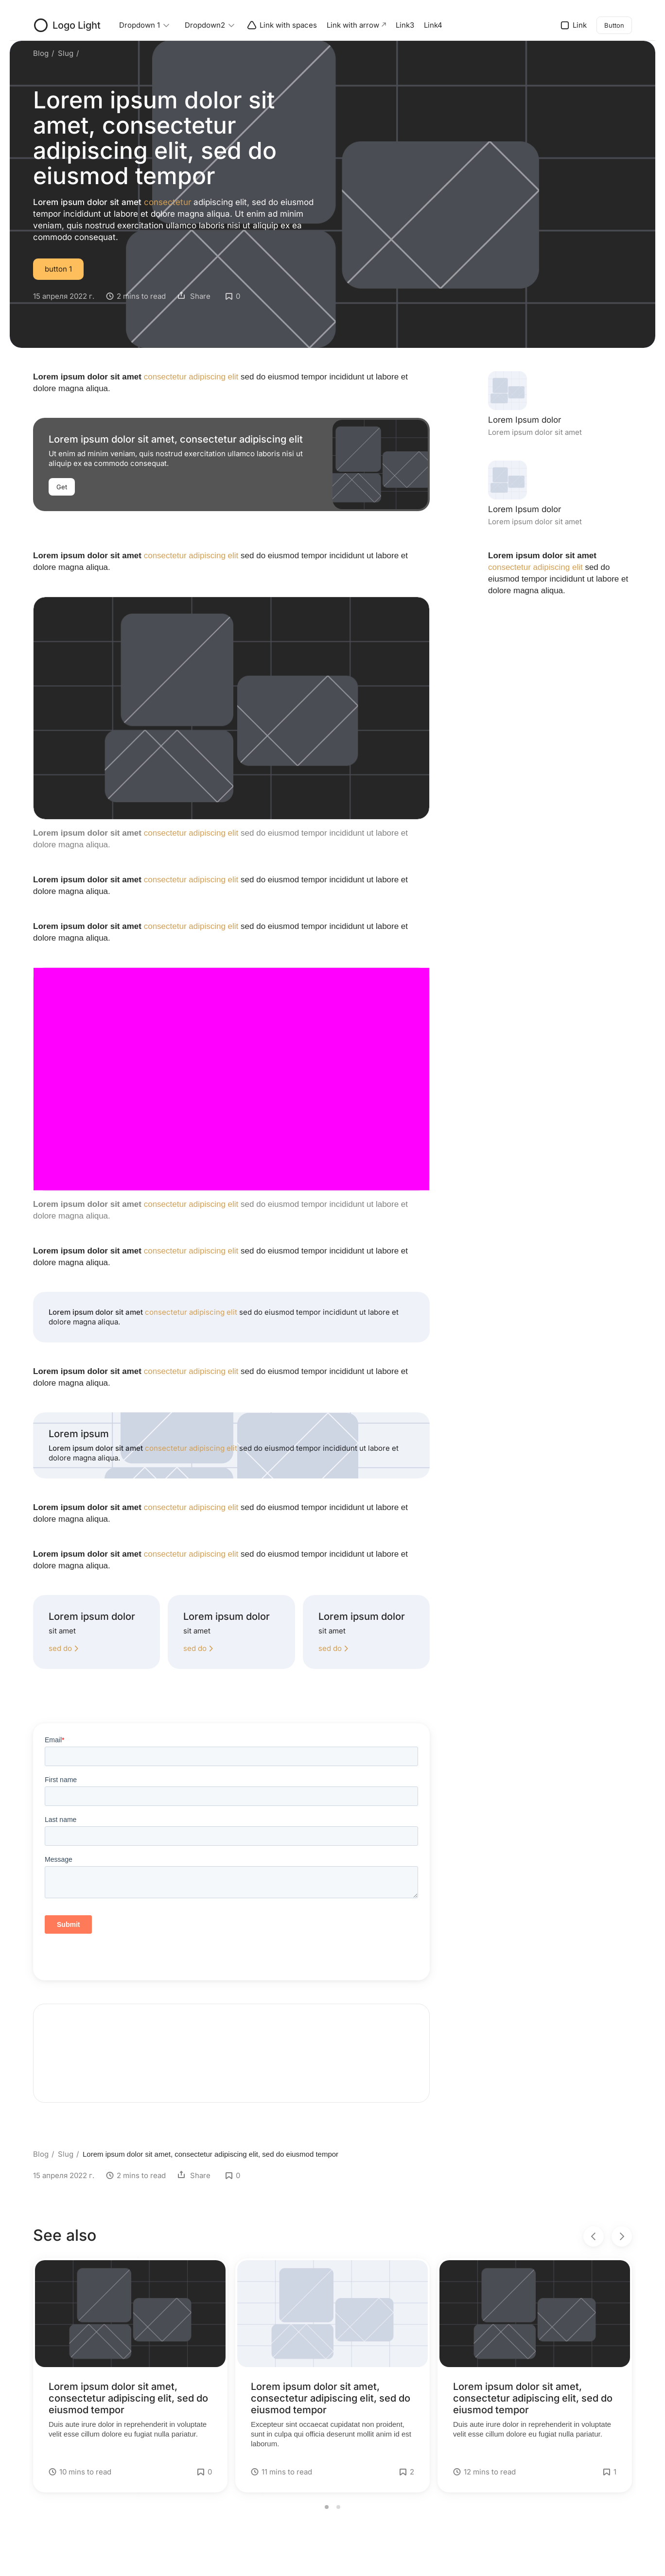 Logo Light
Dropdown 1
Dropdown2
Link with spaces
Link with arrow ↗
Link3
Link4
Link
Button
Blog / Slug /
Lorem ipsum dolor sit
amet, consectetur
adipiscing elit, sed do
eiusmod tempor
Lorem ipsum dolor sit amet consectetur adipiscing elit, sed do eiusmod
tempor incididunt ut labore et dolore magna aliqua. Ut enim ad minim
veniam, quis nostrud exercitation ullamco laboris nisi ut aliquip ex ea
commodo consequat.
button 1
15 апреля 2022 г.
2 mins to read
Share
0
Lorem ipsum dolor sit amet consectetur adipiscing elit sed do eiusmod tempor incididunt ut labore et
dolore magna aliqua.
Lorem ipsum dolor sit amet, consectetur adipiscing elit
Ut enim ad minim veniam, quis nostrud exercitation ullamco laboris nisi ut
aliquip ex ea commodo consequat.
Get
Lorem ipsum dolor sit amet consectetur adipiscing elit sed do eiusmod tempor incididunt ut labore et
dolore magna aliqua.
Lorem Ipsum dolor
Lorem ipsum dolor sit amet
Lorem Ipsum dolor
Lorem ipsum dolor sit amet
Lorem ipsum dolor sit amet
consectetur adipiscing elit sed do
eiusmod tempor incididunt ut labore et
dolore magna aliqua.
Lorem ipsum dolor sit amet consectetur adipiscing elit sed do eiusmod tempor incididunt ut labore et
dolore magna aliqua.
Lorem ipsum dolor sit amet consectetur adipiscing elit sed do eiusmod tempor incididunt ut labore et
dolore magna aliqua.
Lorem ipsum dolor sit amet consectetur adipiscing elit sed do eiusmod tempor incididunt ut labore et
dolore magna aliqua.
Lorem ipsum dolor sit amet consectetur adipiscing elit sed do eiusmod tempor incididunt ut labore et
dolore magna aliqua.
Lorem ipsum dolor sit amet consectetur adipiscing elit sed do eiusmod tempor incididunt ut labore et
dolore magna aliqua.
Lorem ipsum dolor sit amet consectetur adipiscing elit sed do eiusmod tempor incididunt ut labore et
dolore magna aliqua.
Lorem ipsum dolor sit amet consectetur adipiscing elit sed do eiusmod tempor incididunt ut labore et
dolore magna aliqua.
Lorem ipsum
Lorem ipsum dolor sit amet consectetur adipiscing elit sed do eiusmod tempor incididunt ut labore et
dolore magna aliqua.
Lorem ipsum dolor sit amet consectetur adipiscing elit sed do eiusmod tempor incididunt ut labore et
dolore magna aliqua.
Lorem ipsum dolor sit amet consectetur adipiscing elit sed do eiusmod tempor incididunt ut labore et
dolore magna aliqua.
Lorem ipsum dolor
sit amet
sed do
Lorem ipsum dolor
sit amet
sed do
Lorem ipsum dolor
sit amet
sed do
Email*
First name
Last name
Message
Submit
Blog / Slug / Lorem ipsum dolor sit amet, consectetur adipiscing elit, sed do eiusmod tempor
15 апреля 2022 г.
2 mins to read
Share
0
See also
Lorem ipsum dolor sit amet,
consectetur adipiscing elit, sed do
eiusmod tempor
Duis aute irure dolor in reprehenderit in voluptate
velit esse cillum dolore eu fugiat nulla pariatur.
10 mins to read
0
Lorem ipsum dolor sit amet,
consectetur adipiscing elit, sed do
eiusmod tempor
Excepteur sint occaecat cupidatat non proident,
sunt in culpa qui officia deserunt mollit anim id est
laborum.
11 mins to read
2
Lorem ipsum dolor sit amet,
consectetur adipiscing elit, sed do
eiusmod tempor
Duis aute irure dolor in reprehenderit in voluptate
velit esse cillum dolore eu fugiat nulla pariatur.
12 mins to read
1